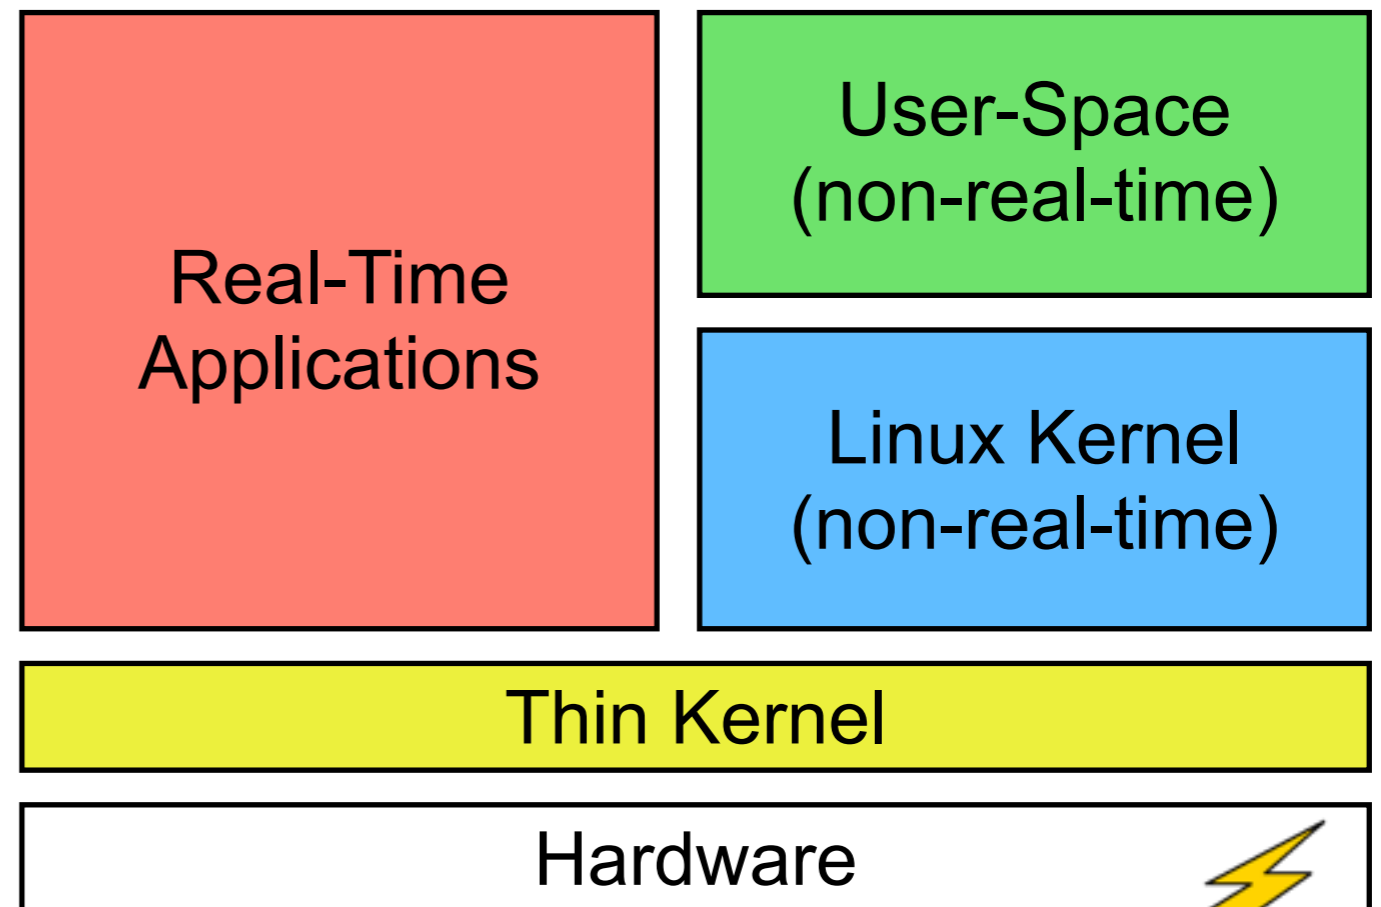 Real-Time
Applications
User-Space
(non-real-time)
Linux Kernel
(non-real-time)
Thin Kernel
Hardware